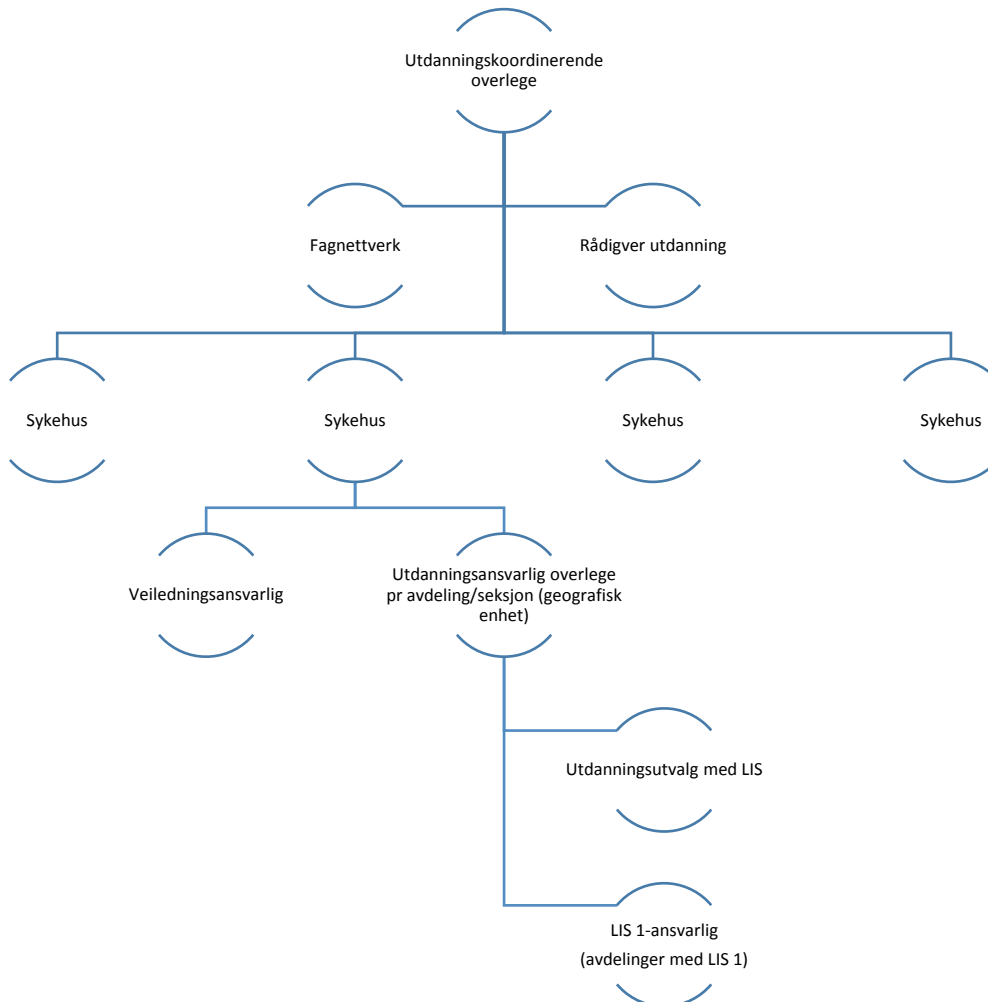 Utdanningskoordinerende
overlege
Fagnettverk
Rådigver utdanning
Sykehus
Sykehus
Sykehus
Sykehus
Veiledningsansvarlig
Utdanningsansvarlig overlege
pr avdeling/seksjon (geografisk
enhet)
Utdanningsutvalg med LIS
LIS 1-ansvarlig
(avdelinger med LIS 1)